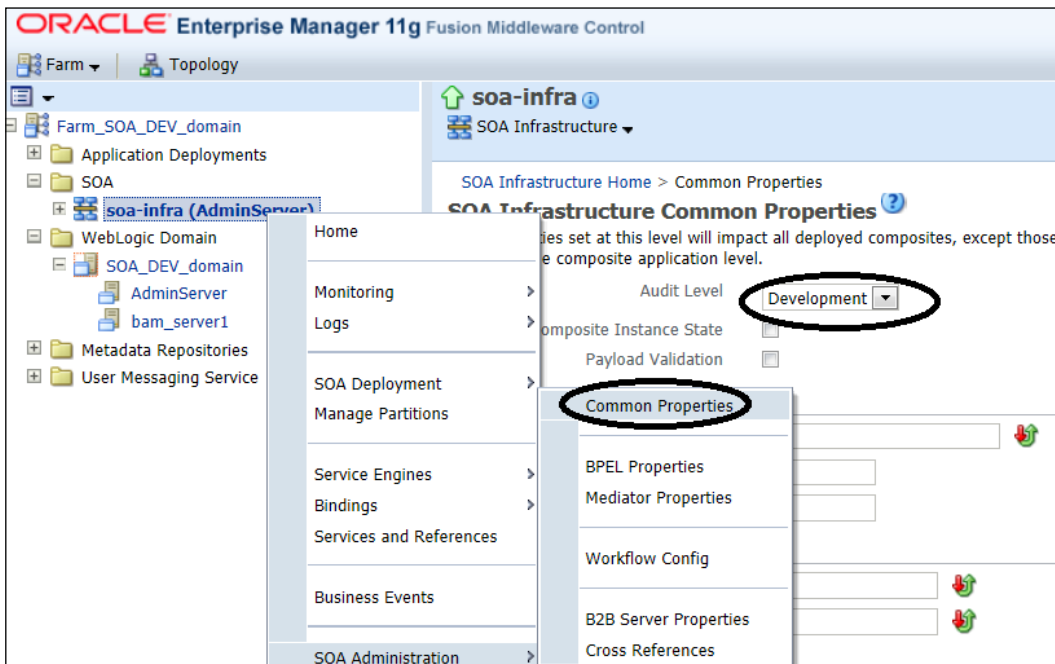 ORACLE Enterprise Manager 11g Fusion Middleware Control
Farm Topology
soa-infra
SOA Infrastructure
Farm_SOA_DEV_domain
Application Deployments
SOA
soa-infra (AdminServer)
WebLogic Domain
SOA_DEV_domain
AdminServer
bam_server1
Metadata Repositories
User Messaging Service
SOA Infrastructure Home > Common Properties
SOA Infrastructure Common Properties
ies set at this level will impact all deployed composites, except those
e composite application level.
Audit Level Development
omposite Instance State
Payload Validation
Home
Monitoring
Logs
SOA Deployment
Manage Partitions
Service Engines
Bindings
Services and References
Business Events
SOA Administration
Common Properties
BPEL Properties
Mediator Properties
Workflow Config
B2B Server Properties
Cross References